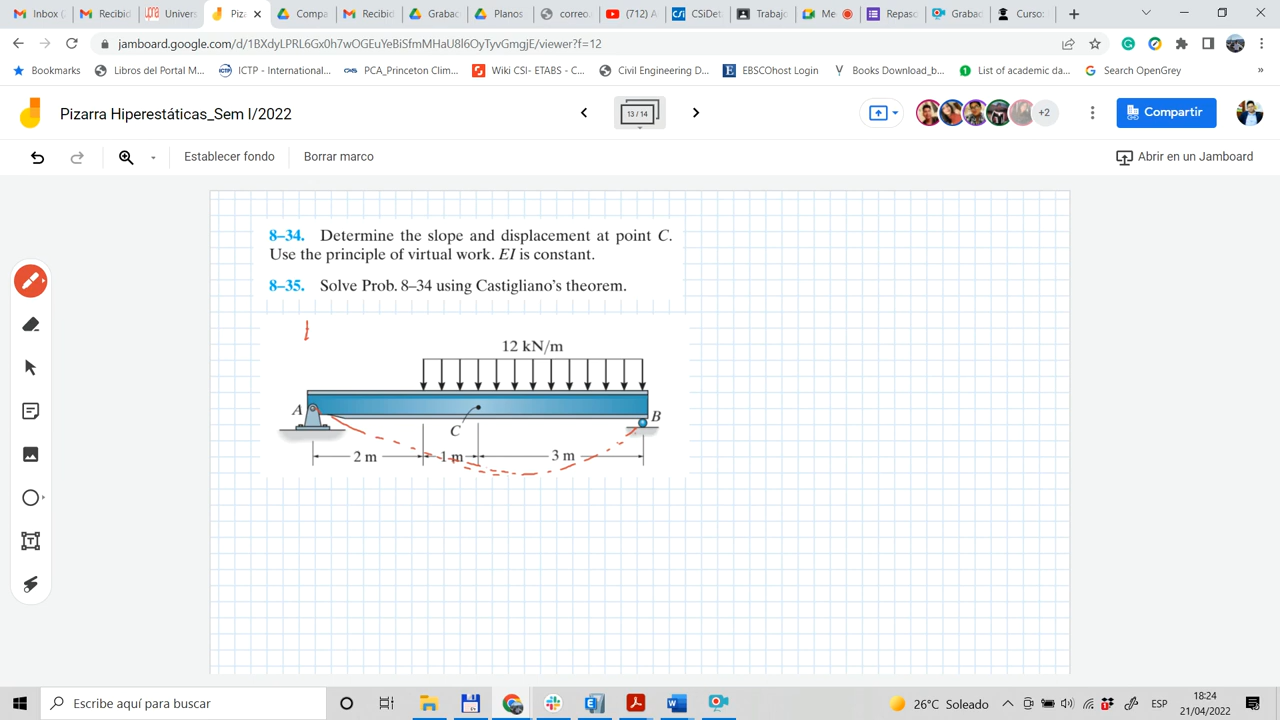 Inbox (
Recibid
Univers
Piz
Compa
Recibid
Grabac
Planos
correo.
(712) A
CSiDet
Trabaje
Me
Repaso
Grabad
Curso:
jamboard.google.com/d/1BXdyLPRL6Gx0h7wOGEuYeBiSfmVKHaU8I6OyTyvGmgjE/viewer?f=12
Bookmarks
Libros del Portal M...
ICTP - International...
PCA_Princeton Clim...
Wiki CSI- ETABS - C...
Civil Engineering D...
EBSCOhost Login
Books Download_b...
List of academic da...
Search OpenGrey
»
Pizarra Hiperestáticas_Sem I/2022
13 / 14
+2
Compartir
Establecer fondo
Borrar marco
Abrir en un Jamboard
8–34. Determine the slope and displacement at point C.
Use the principle of virtual work. EI is constant.
8–35. Solve Prob. 8–34 using Castigliano's theorem.
12 kN/m
A
B
C
2 m
1 m
3 m
Escribe aquí para buscar
26°C Soleado
ESP
18:24
21/04/2022